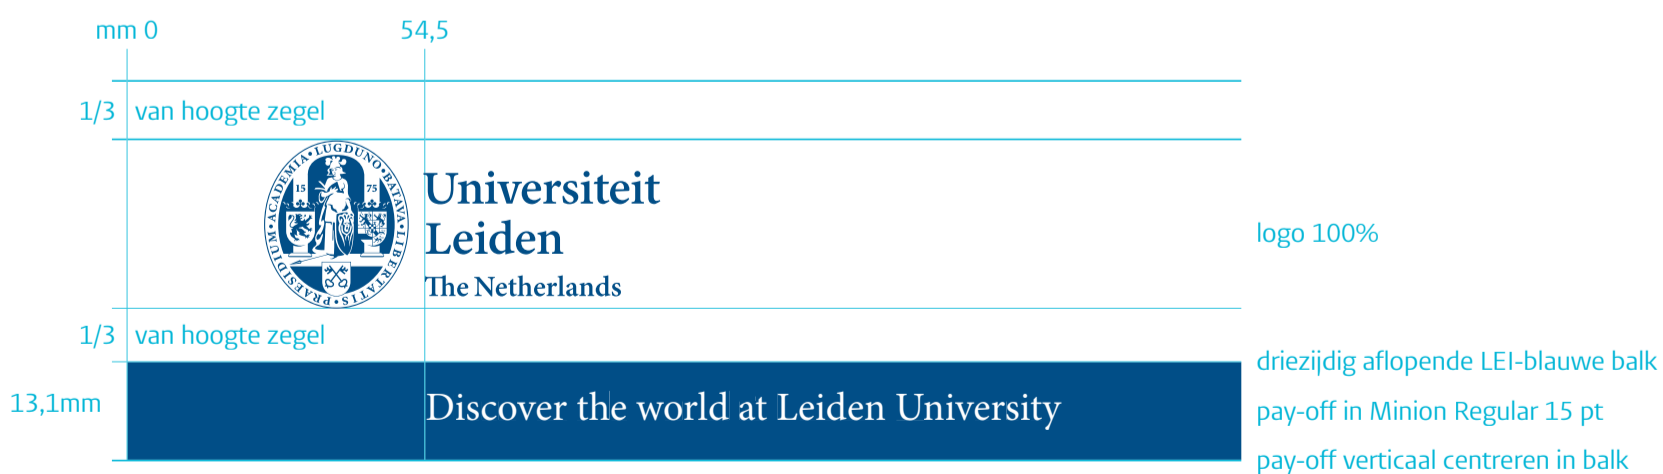 mm 0 54,5
1/3 van hoogte zegel
ACADEMIA•LUGDUNO•BATAVA•LIBERTATIS•PRAESIDIUM•
15 75
Universiteit
Leiden
The Netherlands
logo 100%
1/3 van hoogte zegel
driezijdig aflopende LEI-blauwe balk
13,1mm
Discover the world at Leiden University
pay-off in Minion Regular 15 pt
pay-off verticaal centreren in balk